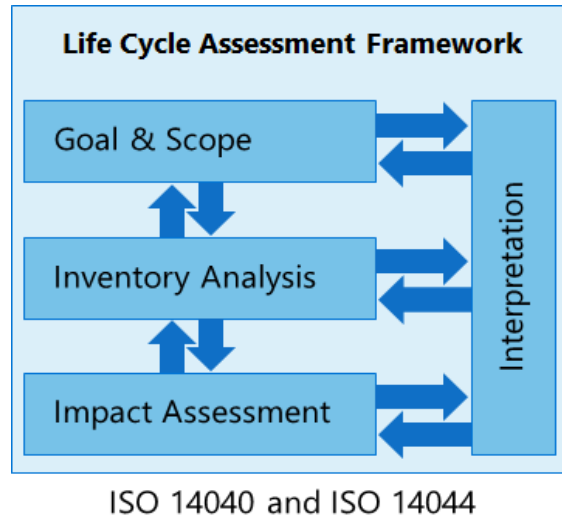 Life Cycle Assessment Framework
Goal & Scope
Inventory Analysis
Impact Assessment
Interpretation
ISO 14040 and ISO 14044